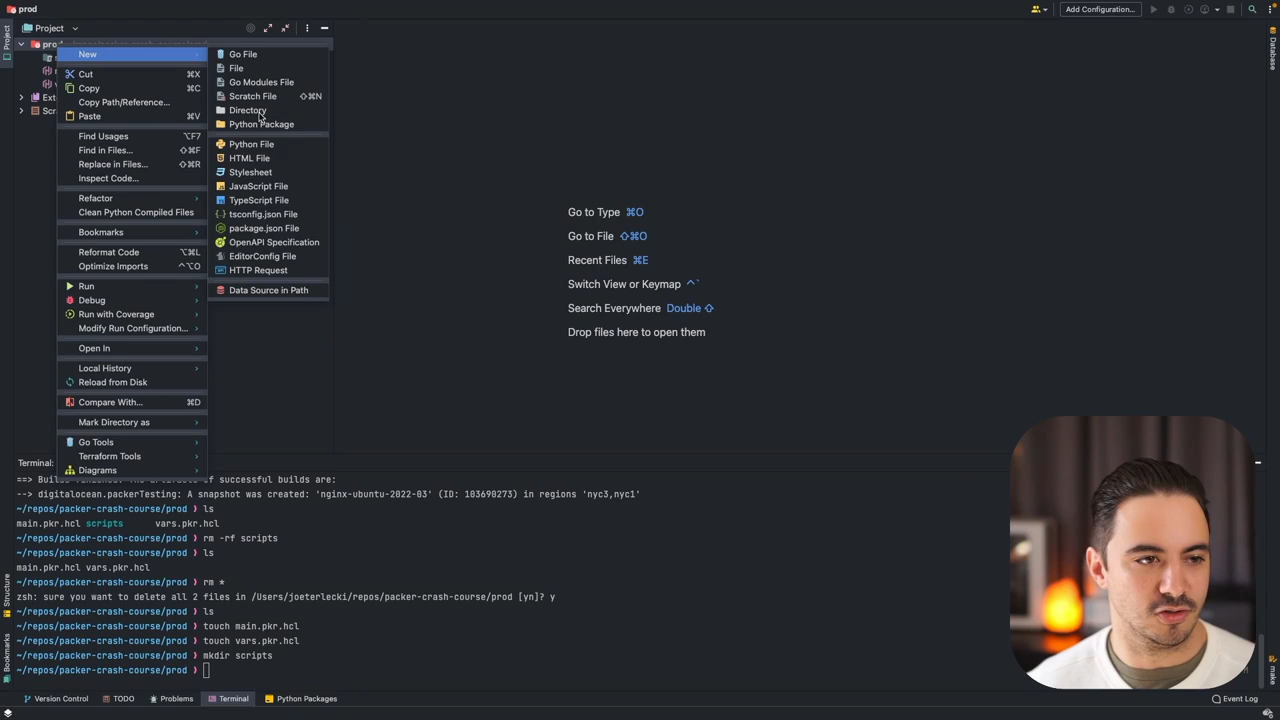 prod
Add Configuration...
Project
Project
Database
New
Go File
File
Cut ⌘X
Go Modules File
Copy ⌘C
Scratch File ⇧⌘N
Copy Path/Reference...
Directory
Paste ⌘V
Python Package
Find Usages ⌥F7
Python File
Find in Files... ⇧⌘F
HTML File
Replace in Files... ⇧⌘R
Stylesheet
Inspect Code...
JavaScript File
Refactor
TypeScript File
Clean Python Compiled Files
tsconfig.json File
Bookmarks
package.json File
OpenAPI Specification
Reformat Code ⌥⌘L
EditorConfig File
Optimize Imports ^⌥O
HTTP Request
Run
Data Source in Path
Debug
Run with Coverage
Modify Run Configuration...
Open In
Local History
Reload from Disk
Compare With... ⌘D
Mark Directory as
Go Tools
Terraform Tools
Diagrams
Go to Type ⌘O
Go to File ⇧⌘O
Recent Files ⌘E
Switch View or Keymap ^`
Search Everywhere Double ⇧
Drop files here to open them
Terminal:
--> digitalocean.packerTesting: A snapshot was created: 'nginx-ubuntu-2022-03' (ID: 103690273) in regions 'nyc3,nyc1'
~/repos/packer-crash-course/prod ❯ ls
main.pkr.hcl scripts vars.pkr.hcl
~/repos/packer-crash-course/prod ❯ rm -rf scripts
~/repos/packer-crash-course/prod ❯ ls
main.pkr.hcl vars.pkr.hcl
~/repos/packer-crash-course/prod ❯ rm *
zsh: sure you want to delete all 2 files in /Users/joeterlecki/repos/packer-crash-course/prod [yn]? y
~/repos/packer-crash-course/prod ❯ ls
~/repos/packer-crash-course/prod ❯ touch main.pkr.hcl
~/repos/packer-crash-course/prod ❯ touch vars.pkr.hcl
~/repos/packer-crash-course/prod ❯ mkdir scripts
~/repos/packer-crash-course/prod ❯
Structure
Bookmarks
make
Version Control
TODO
Problems
Terminal
Python Packages
Event Log